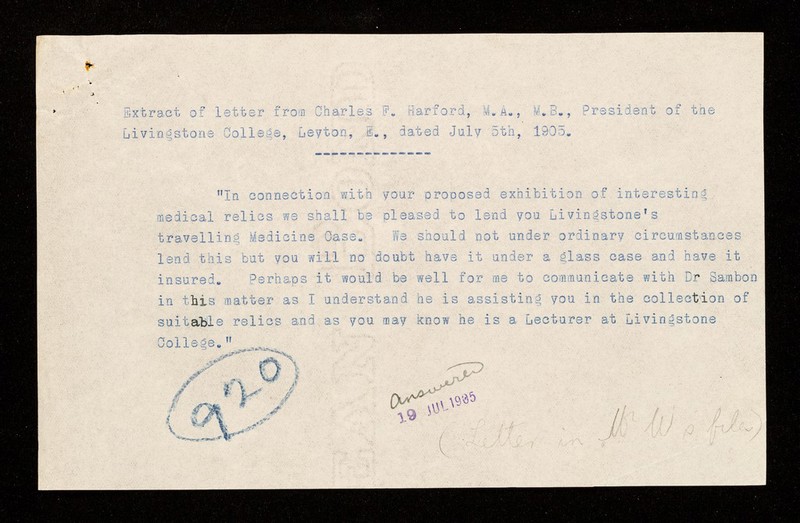 Extract of letter from Charles F. Harford, M.A., M.B., President of the
Livingstone College, Leyton, E., dated July 5th, 1905.
"In connection with your proposed exhibition of interesting
medical relics we shall be pleased to lend you Livingstone's
travelling Medicine Case. We should not under ordinary circumstances
lend this but you will no doubt have it under a glass case and have it
insured. Perhaps it would be well for me to communicate with Dr Sambon
in this matter as I understand he is assisting you in the collection of
suitable relics and as you may know he is a Lecturer at Livingstone
College."
920
Answered
19 JUL 1985
(Letter in Mr W's file)